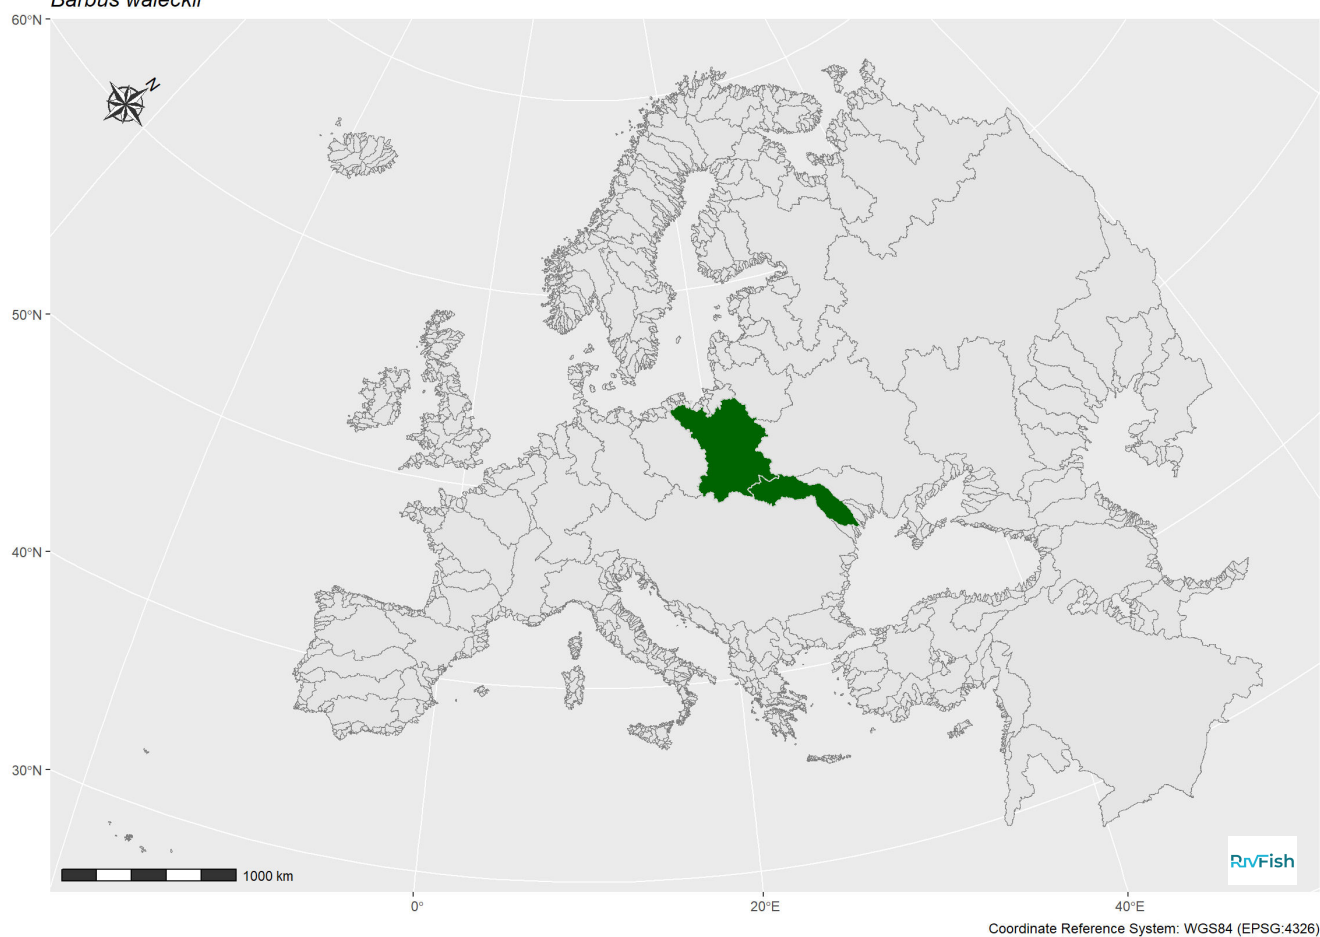 Barbus waleckii
60°N
50°N
40°N
30°N
N
1000 km
RivFish
0°
20°E
40°E
Coordinate Reference System: WGS84 (EPSG:4326)